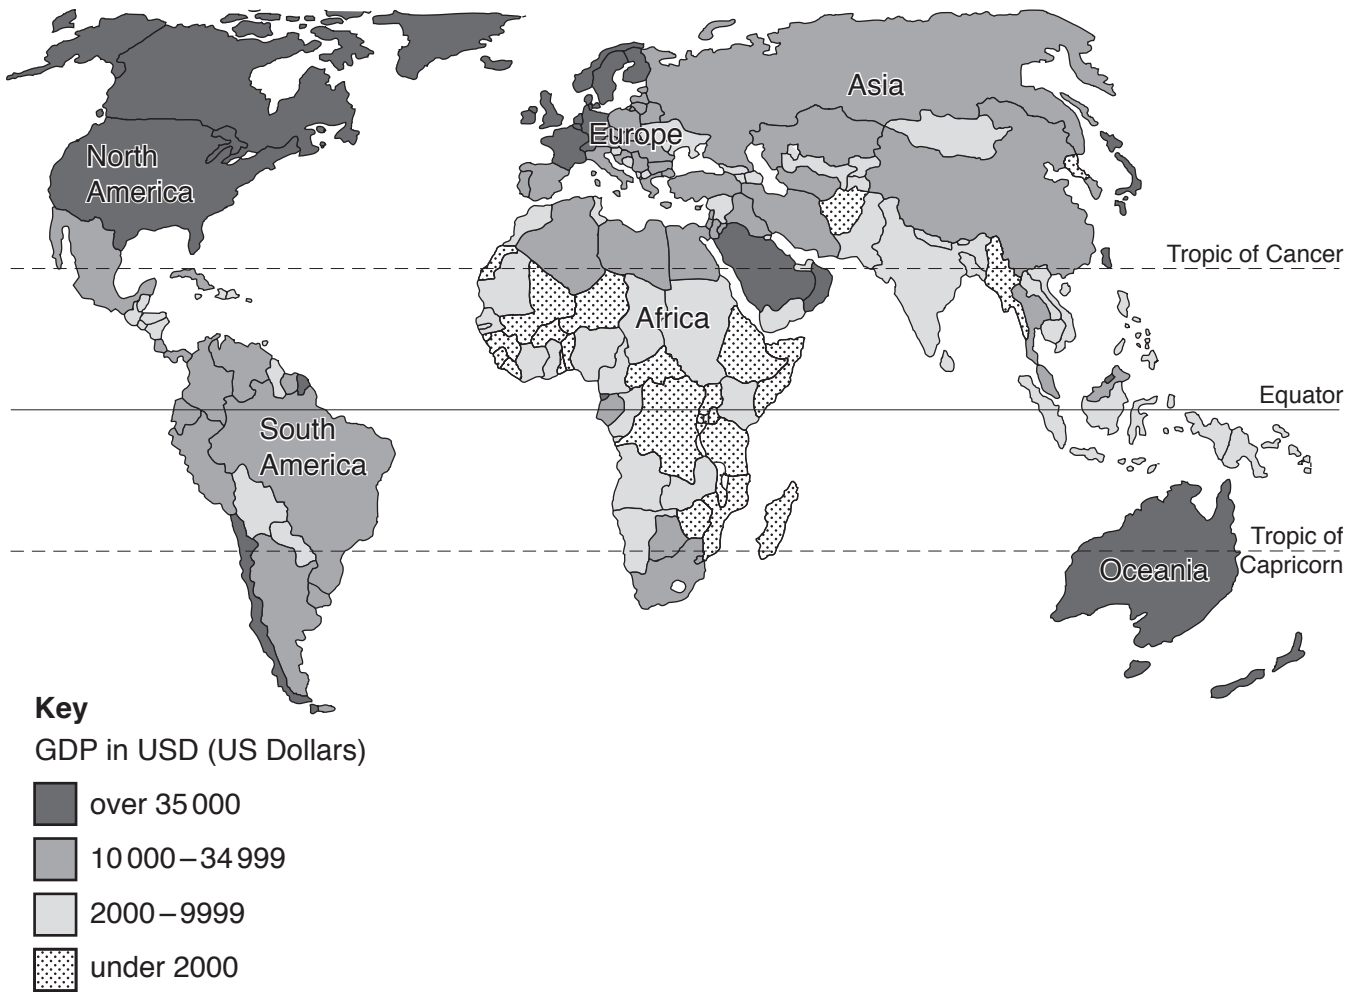 Asia
Europe
North
America
Tropic of Cancer
Africa
Equator
South
America
Tropic of
Capricorn
Oceania
Key
GDP in USD (US Dollars)
over 35 000
10 000 – 34 999
2000 – 9999
under 2000